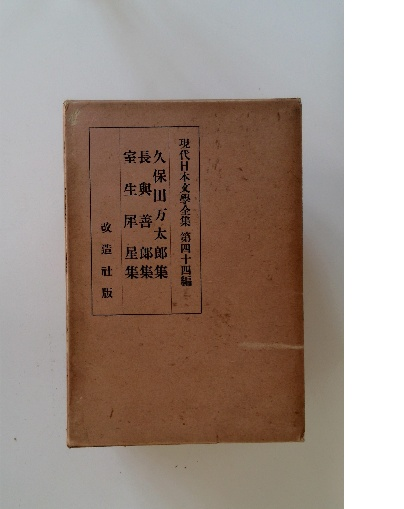 現代日本文學全集 第四十四編
久保田万太郎集
長與善郎集
室生犀星集
改造社版